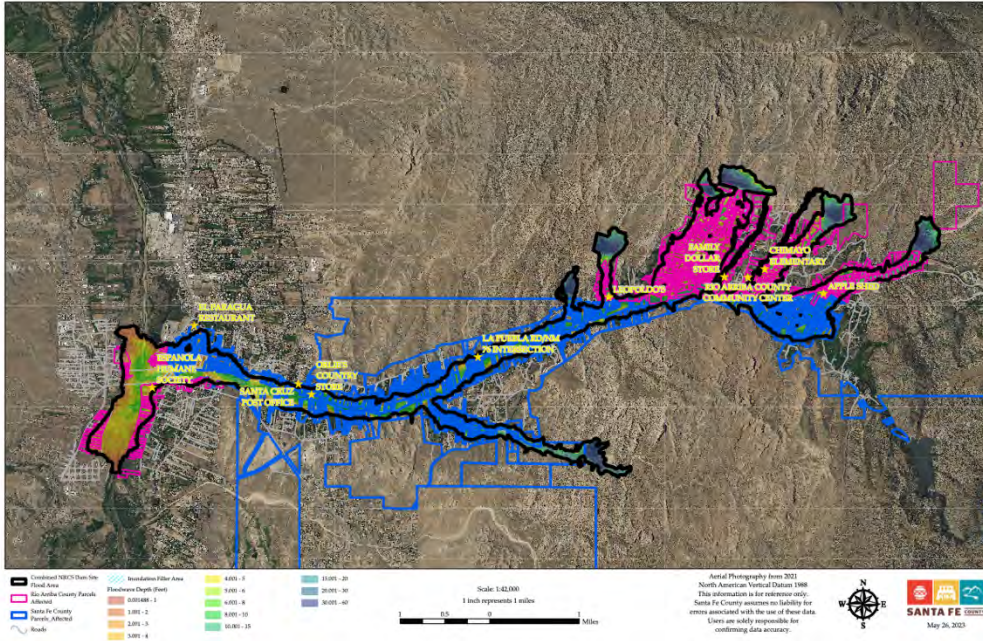 FAMILY
DOLLAR
STORE
CHIMAYO
ELEMENTARY
LEOPOLDO'S
RIO ARRIBA COUNTY
COMMUNITY CENTER
APPLE SHED
EL PARAGUA
RESTAURANT
LA PUEBLA RD/NM
76 INTERSECTION
ESPANOLA
HUMANE
SOCIETY
COUNTRY
STORE
SANTA CRUZ
POST OFFICE
Combined NRCS Dam Site
Flood Area
Rio Arriba County Parcels
Affected
Santa Fe County
Parcels_Affected
Roads
Inundation Filler Area
Floodwave Depth (Feet)
1.001 - 2
2.001 - 3
3.001 - 4
4.001 - 5
5.001 - 6
6.001 - 8
8.001 - 10
10.001 - 15
15.001 - 20
20.001 - 30
30.001 - 60
Scale: 1:42,000
1 inch represents 1 miles
1 0.5 0 1 Miles
Aerial Photography from 2021
North American Vertical Datum 1988
This information is for reference only.
Santa Fe County assumes no liability for
errors associated with the use of these data.
Users are solely responsible for
confirming data accuracy.
N
W E
S
SANTA FE COUNTY
May 26, 2023